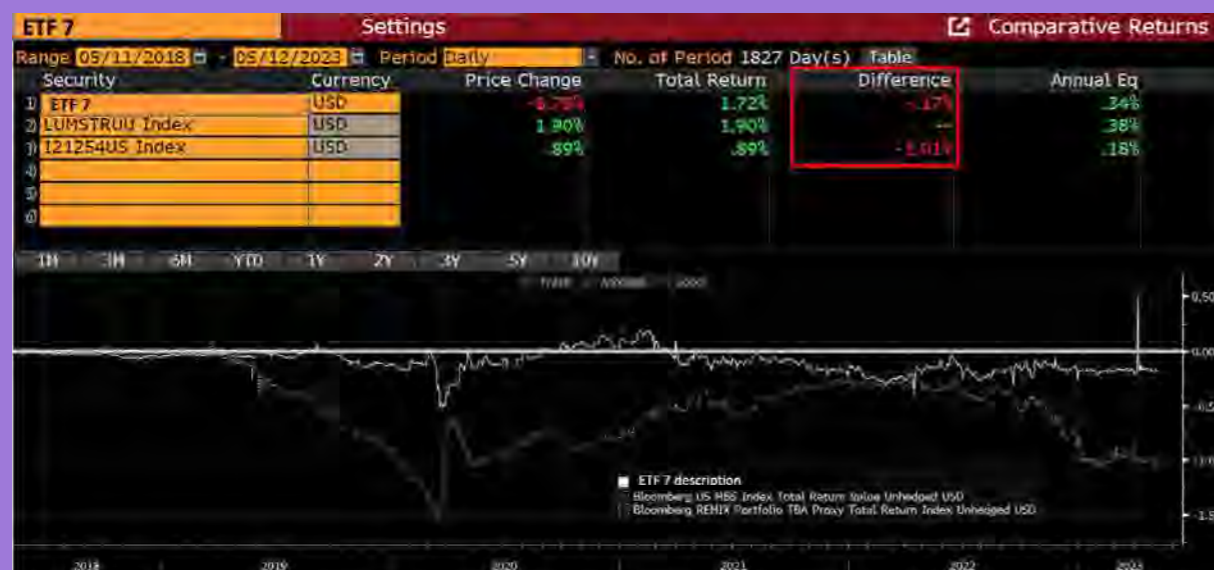 ETF 7 Settings Comparative Returns
Range 05/11/2018 - 05/12/2023 Period Daily No. of Period 1827 Day(s) Table
Security Currency Price Change Total Return Difference Annual Eq
1) ETF 7 USD 1.72% -.17% .34%
2) LUMSTRUU Index USD 1.90% 1.90% -- .38%
3) I21254US Index USD .89% .89% -1.01% .18%
4)
5)
6)
1M 3M 6M YTD 1Y 2Y 3Y 5Y 10Y
0.50
0.00
ETF 7 description
Bloomberg US MBS Index Total Return Value Unhedged USD
Bloomberg REMIX Portfolio TBA Proxy Total Return Index Unhedged USD
2018 2019 2020 2021 2022 2023